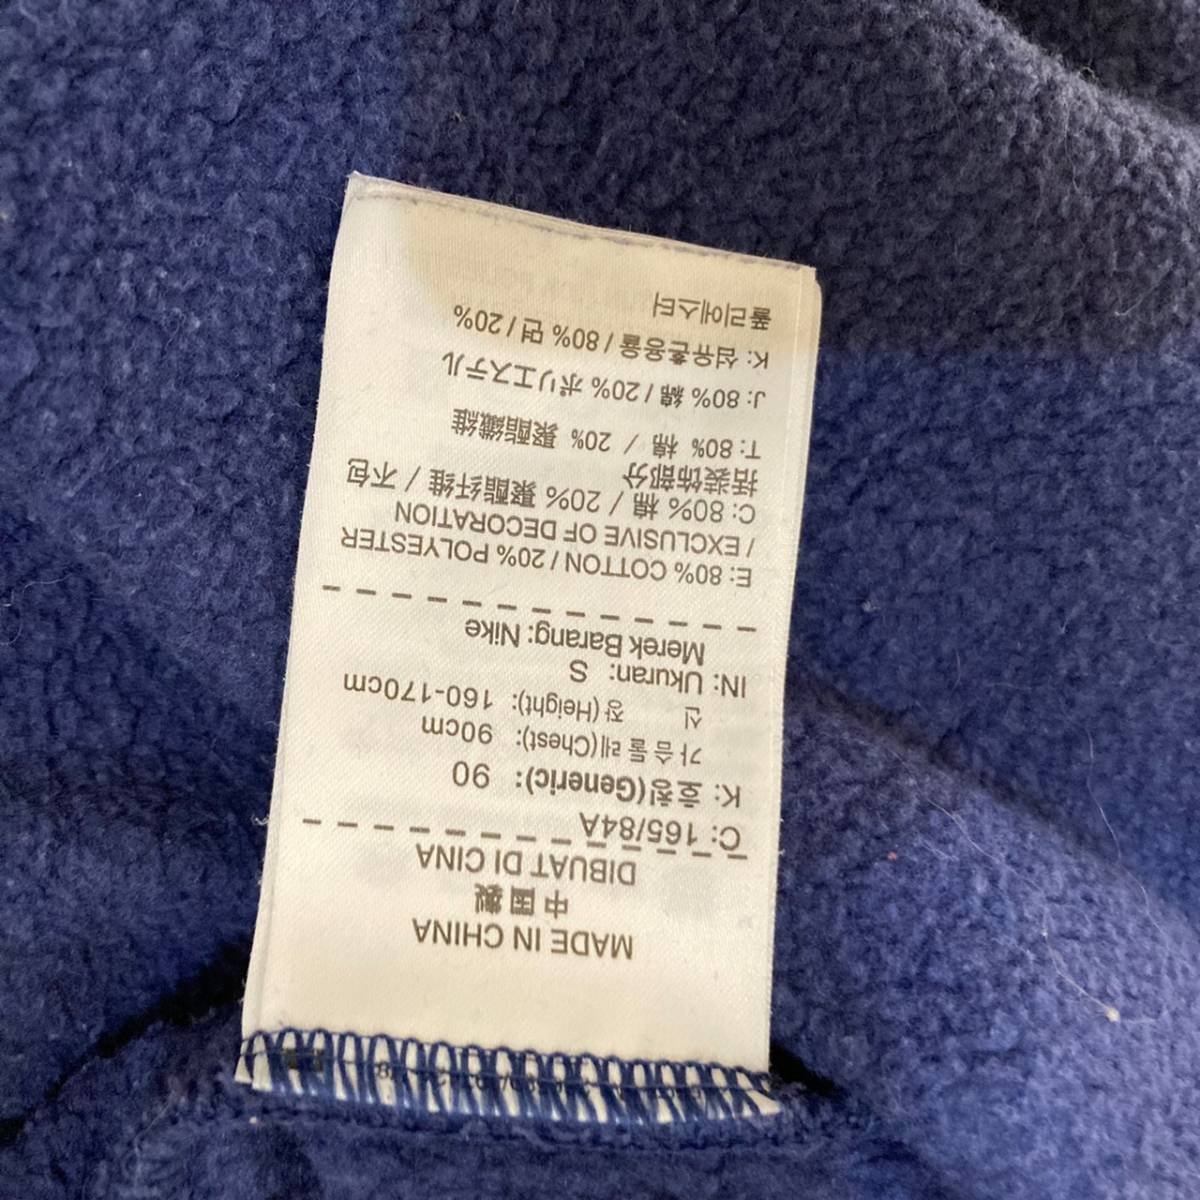 MADE IN CHINA
中国製
DIBUAT DI CINA
C: 165/84A
K: 호칭(Generic): 90
가슴둘레(Chest): 90cm
신 장(Height): 160-170cm
IN: Ukuran: S
Merek Barang: Nike
E: 80% COTTON / 20% POLYESTER
/ EXCLUSIVE OF DECORATION
C: 80% 棉 / 20% 聚酯纤维 / 不包
括装饰部分
T: 80% 棉 / 20% 聚酯纖維
J: 80% 綿 / 20% ポリエステル
K: 섬유혼용율 / 80% 면 / 20%
폴리에스터